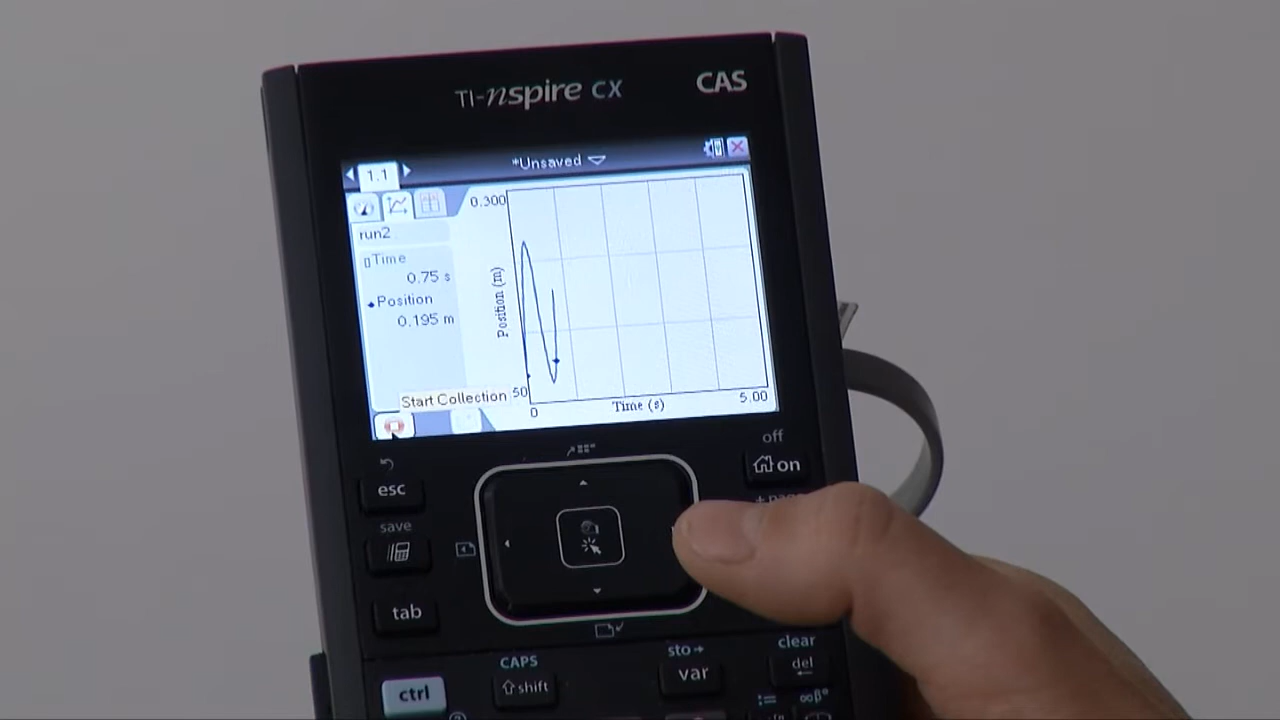 TI-nspire CX CAS
1.1
*Unsaved
run2
Time
0.75 s
Position
0.195 m
Start Collection
0.300
Position (m)
50
0
Time (s)
5.00
off
on
esc
save
tab
CAPS
shift
ctrl
sto
var
clear
del